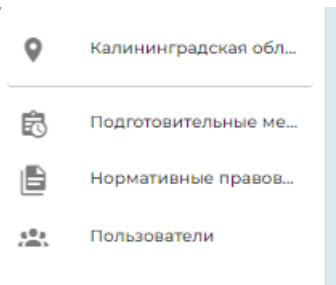 Калининградская обл...
Подготовительные ме...
Нормативные правов...
Пользователи